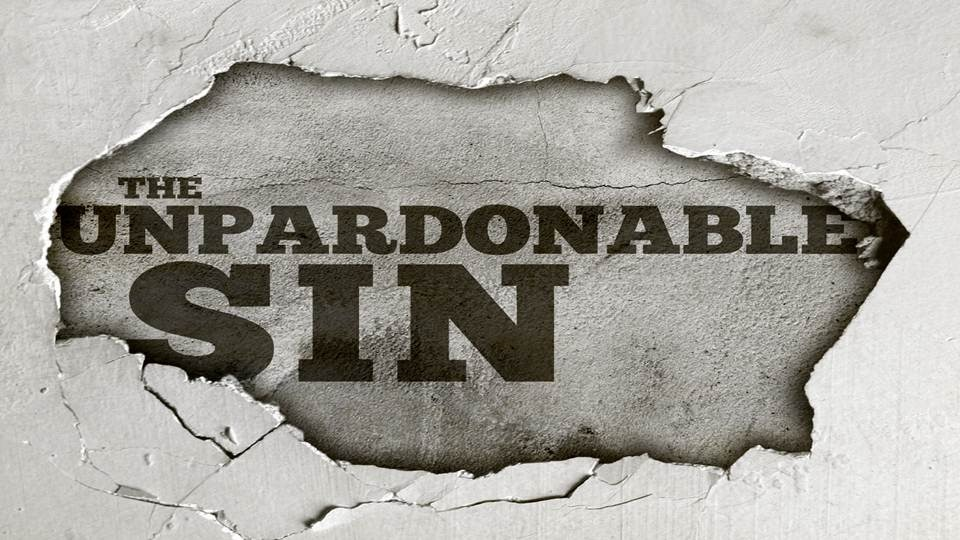 THE
UNPARDONABLE
SIN